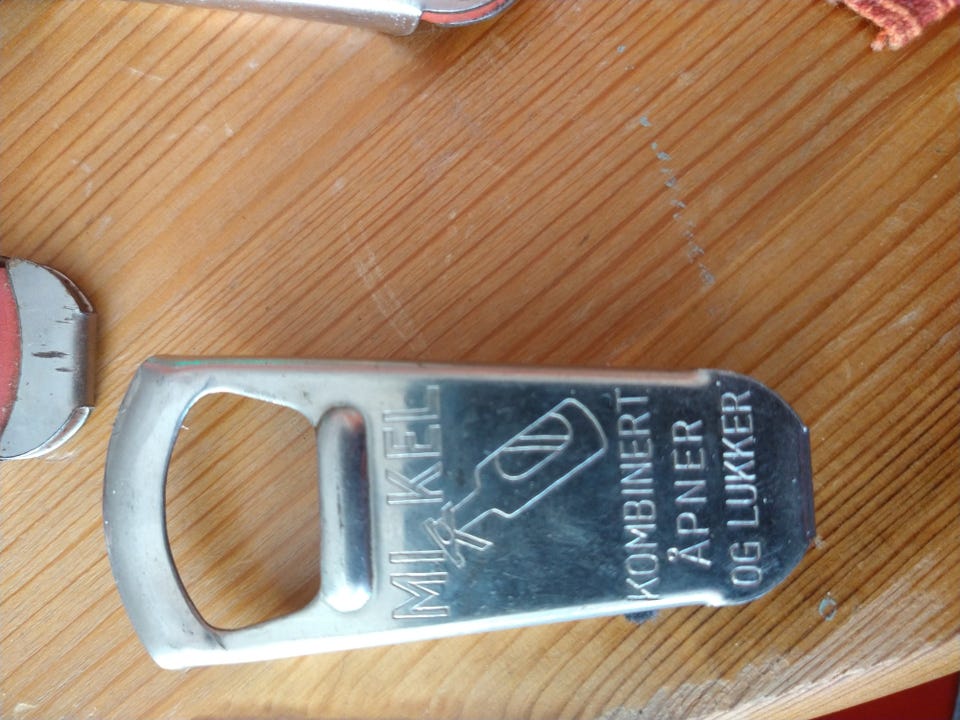 MIKKEL
KOMBINERT
ÅPNER
OG LUKKER